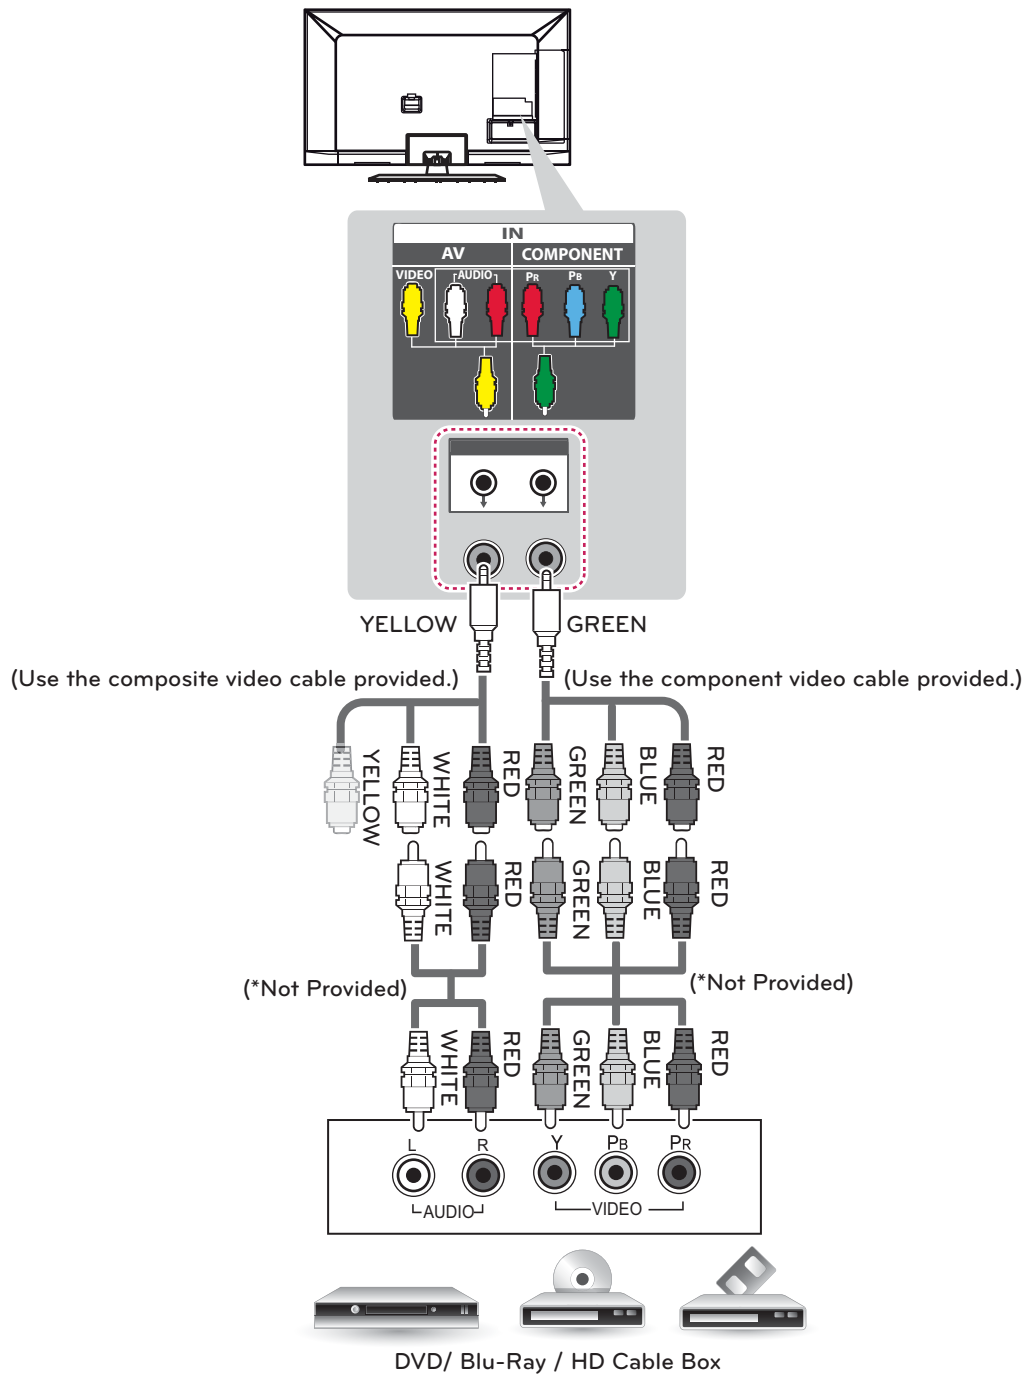 IN
AV COMPONENT
VIDEO AUDIO PR PB Y
YELLOW GREEN
(Use the composite video cable provided.) (Use the component video cable provided.)
YELLOW WHITE RED GREEN BLUE RED
WHITE RED GREEN BLUE RED
(*Not Provided) (*Not Provided)
WHITE RED GREEN BLUE RED
L R Y PB PR
AUDIO VIDEO
DVD/ Blu-Ray / HD Cable Box